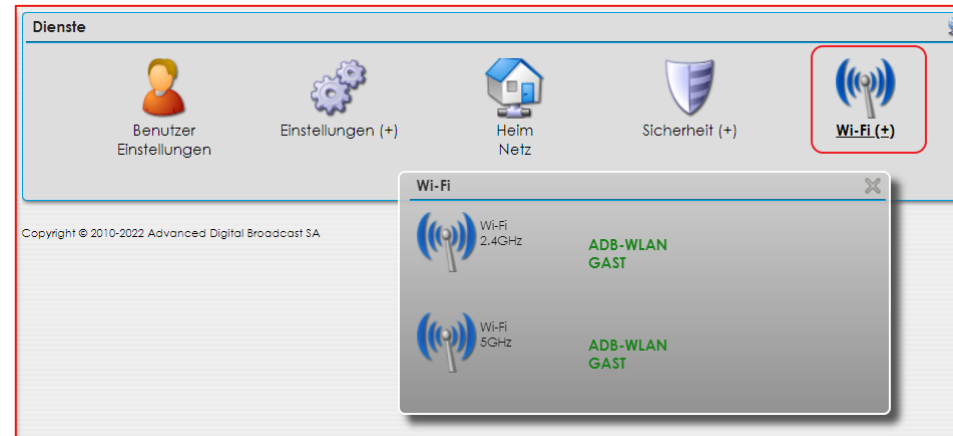 Dienste
Benutzer
Einstellungen
Einstellungen (+)
Heim
Netz
Sicherheit (+)
Wi-Fi (+)
Wi-Fi
Wi-Fi
2.4GHz
ADB-WLAN
GAST
Wi-Fi
5GHz
ADB-WLAN
GAST
Copyright © 2010-2022 Advanced Digital Broadcast SA